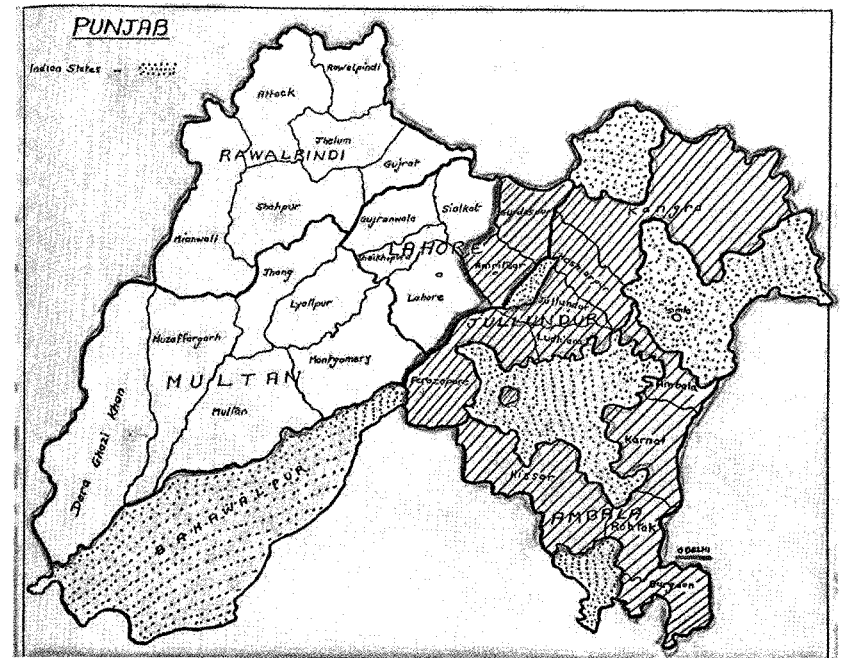 PUNJAB
Indian States -
Rawalpindi
Attock
Jhelum
RAWALPINDI
Gujrat
Shahpur
Gujranwala
Sialkot
Gurdaspur
Kangra
Mianwali
LAHORE
Sheikhupura
Amritsar
Hoshiarpur
Jhang
Lyallpur
Lahore
Jullundur
Simla
JULLUNDUR
Muzaffargarh
Ludhiana
Montgomery
MULTAN
Ferozepore
Ambala
Multan
Dera Ghazi Khan
Karnal
Hissar
BAHAWALPUR
AMBALA
Rohtak
DELHI
Gurgaon